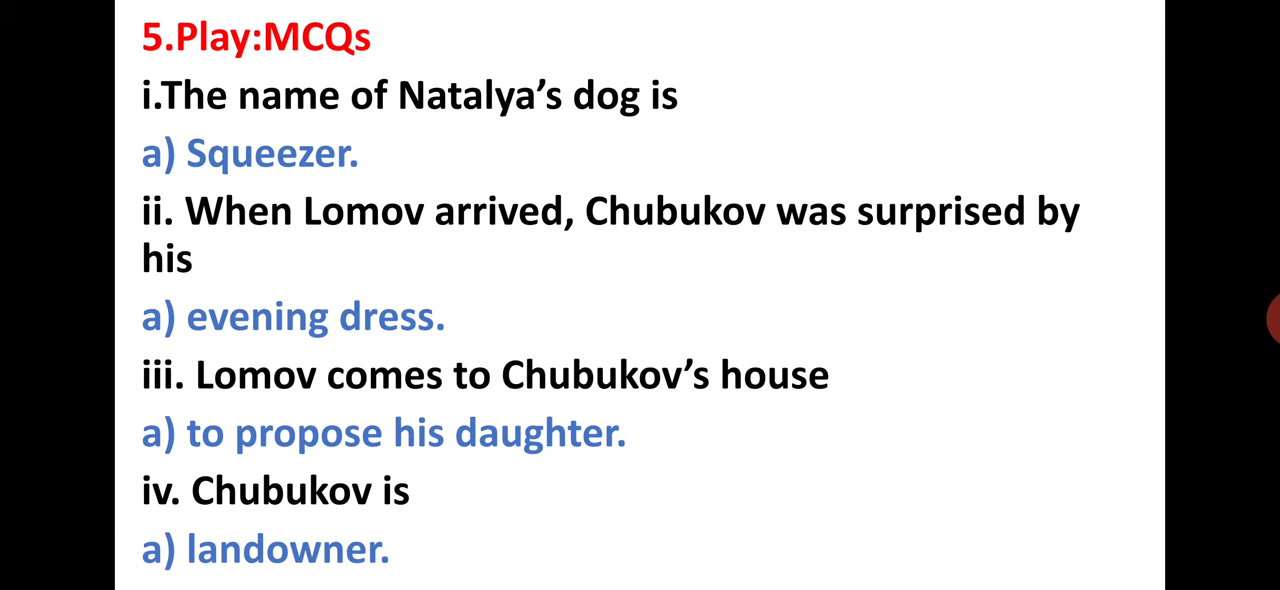 5.Play:MCQs
i.The name of Natalya’s dog is
a) Squeezer.
ii. When Lomov arrived, Chubukov was surprised by
his
a) evening dress.
iii. Lomov comes to Chubukov’s house
a) to propose his daughter.
iv. Chubukov is
a) landowner.